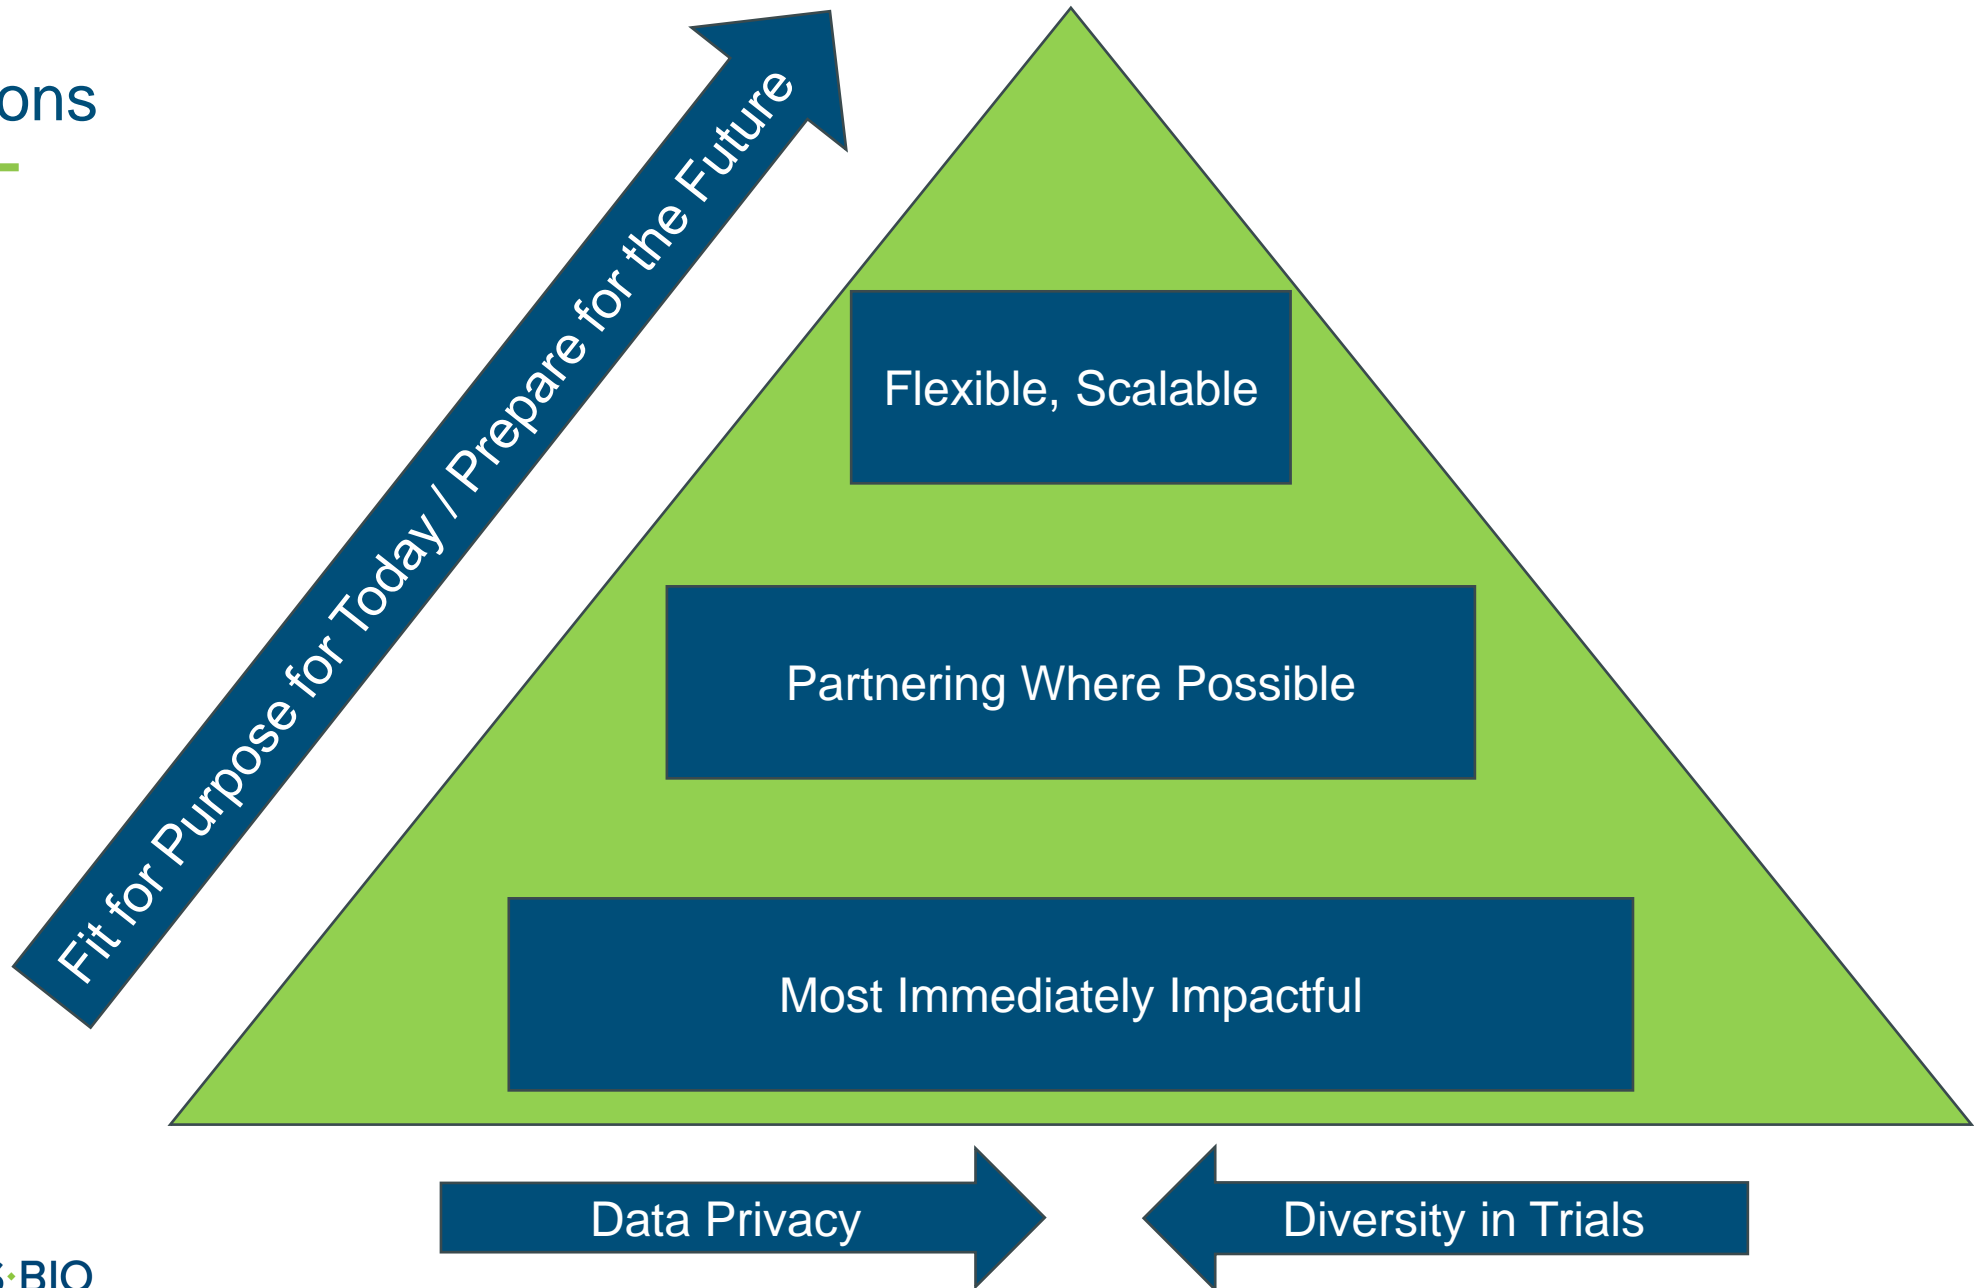 ons
Fit for Purpose for Today / Prepare for the Future
Flexible, Scalable
Partnering Where Possible
Most Immediately Impactful
Data Privacy
Diversity in Trials
S·BIO